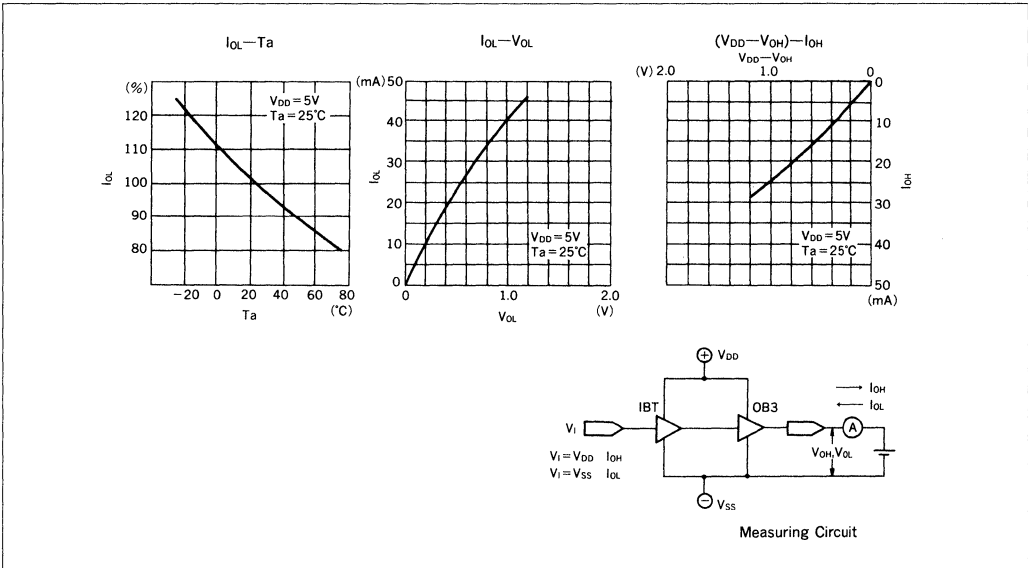 IOL—Ta
(%)
120
110
100
90
80
IOL
VDD=5V
Ta=25°C
-20 0 20 40 60 80
Ta
(°C)
IOL—VOL
(mA) 50
40
30
20
10
0
IOL
VDD=5V
Ta=25°C
0 1.0 2.0
VOL
(V)
(VDD—VOH)—IOH
VDD—VOH
(V) 2.0 1.0 0
0
10
20
30
40
50
(mA)
IOH
VDD=5V
Ta=25°C
+ VDD
IBT
OB3
IOH
IOL
VI
A
VOH,VOL
VI=VDD IOH
VI=VSS IOL
− VSS
Measuring Circuit